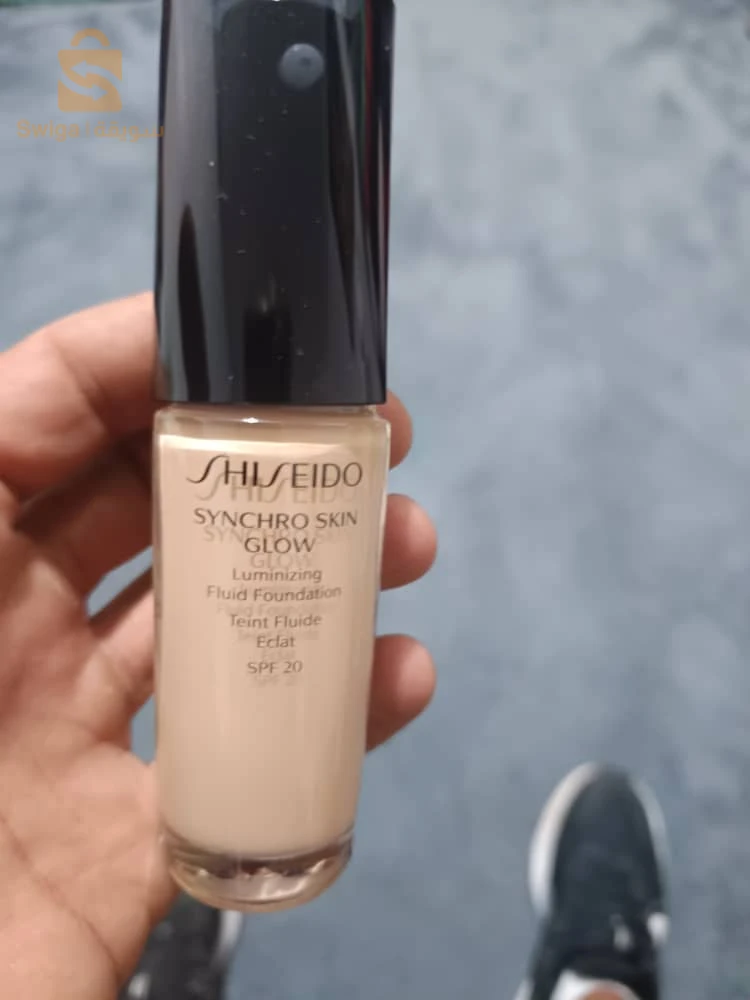 SHISEIDO
SYNCHRO SKIN
GLOW
Luminizing
Fluid Foundation
Teint Fluide
Eclat
SPF 20